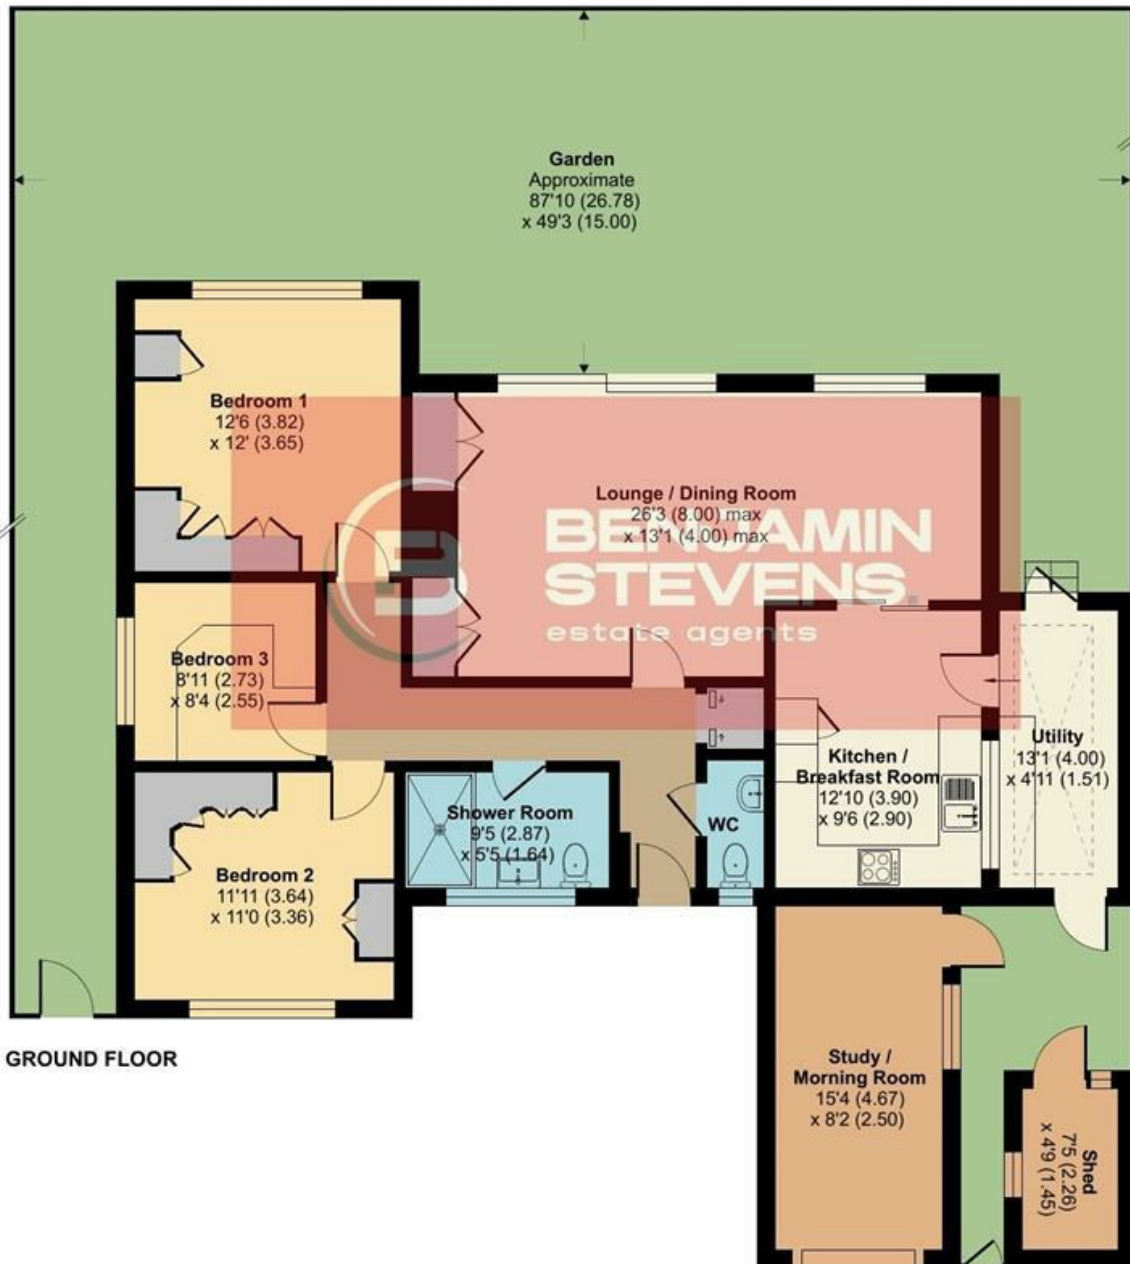 Garden
Approximate
87'10 (26.78)
x 49'3 (15.00)
Bedroom 1
12'6 (3.82)
x 12' (3.65)
Lounge / Dining Room
26'3 (8.00) max
x 13'1 (4.00) max
BENJAMIN
STEVENS.
estate agents
Bedroom 3
8'11 (2.73)
x 8'4 (2.55)
Utility
13'1 (4.00)
x 4'11 (1.51)
Kitchen /
Breakfast Room
12'10 (3.90)
x 9'6 (2.90)
Shower Room
9'5 (2.87)
x 5'5 (1.64)
WC
Bedroom 2
11'11 (3.64)
x 11'0 (3.36)
GROUND FLOOR
Study /
Morning Room
15'4 (4.67)
x 8'2 (2.50)
Shed
7'5 (2.26)
x 4'9 (1.45)